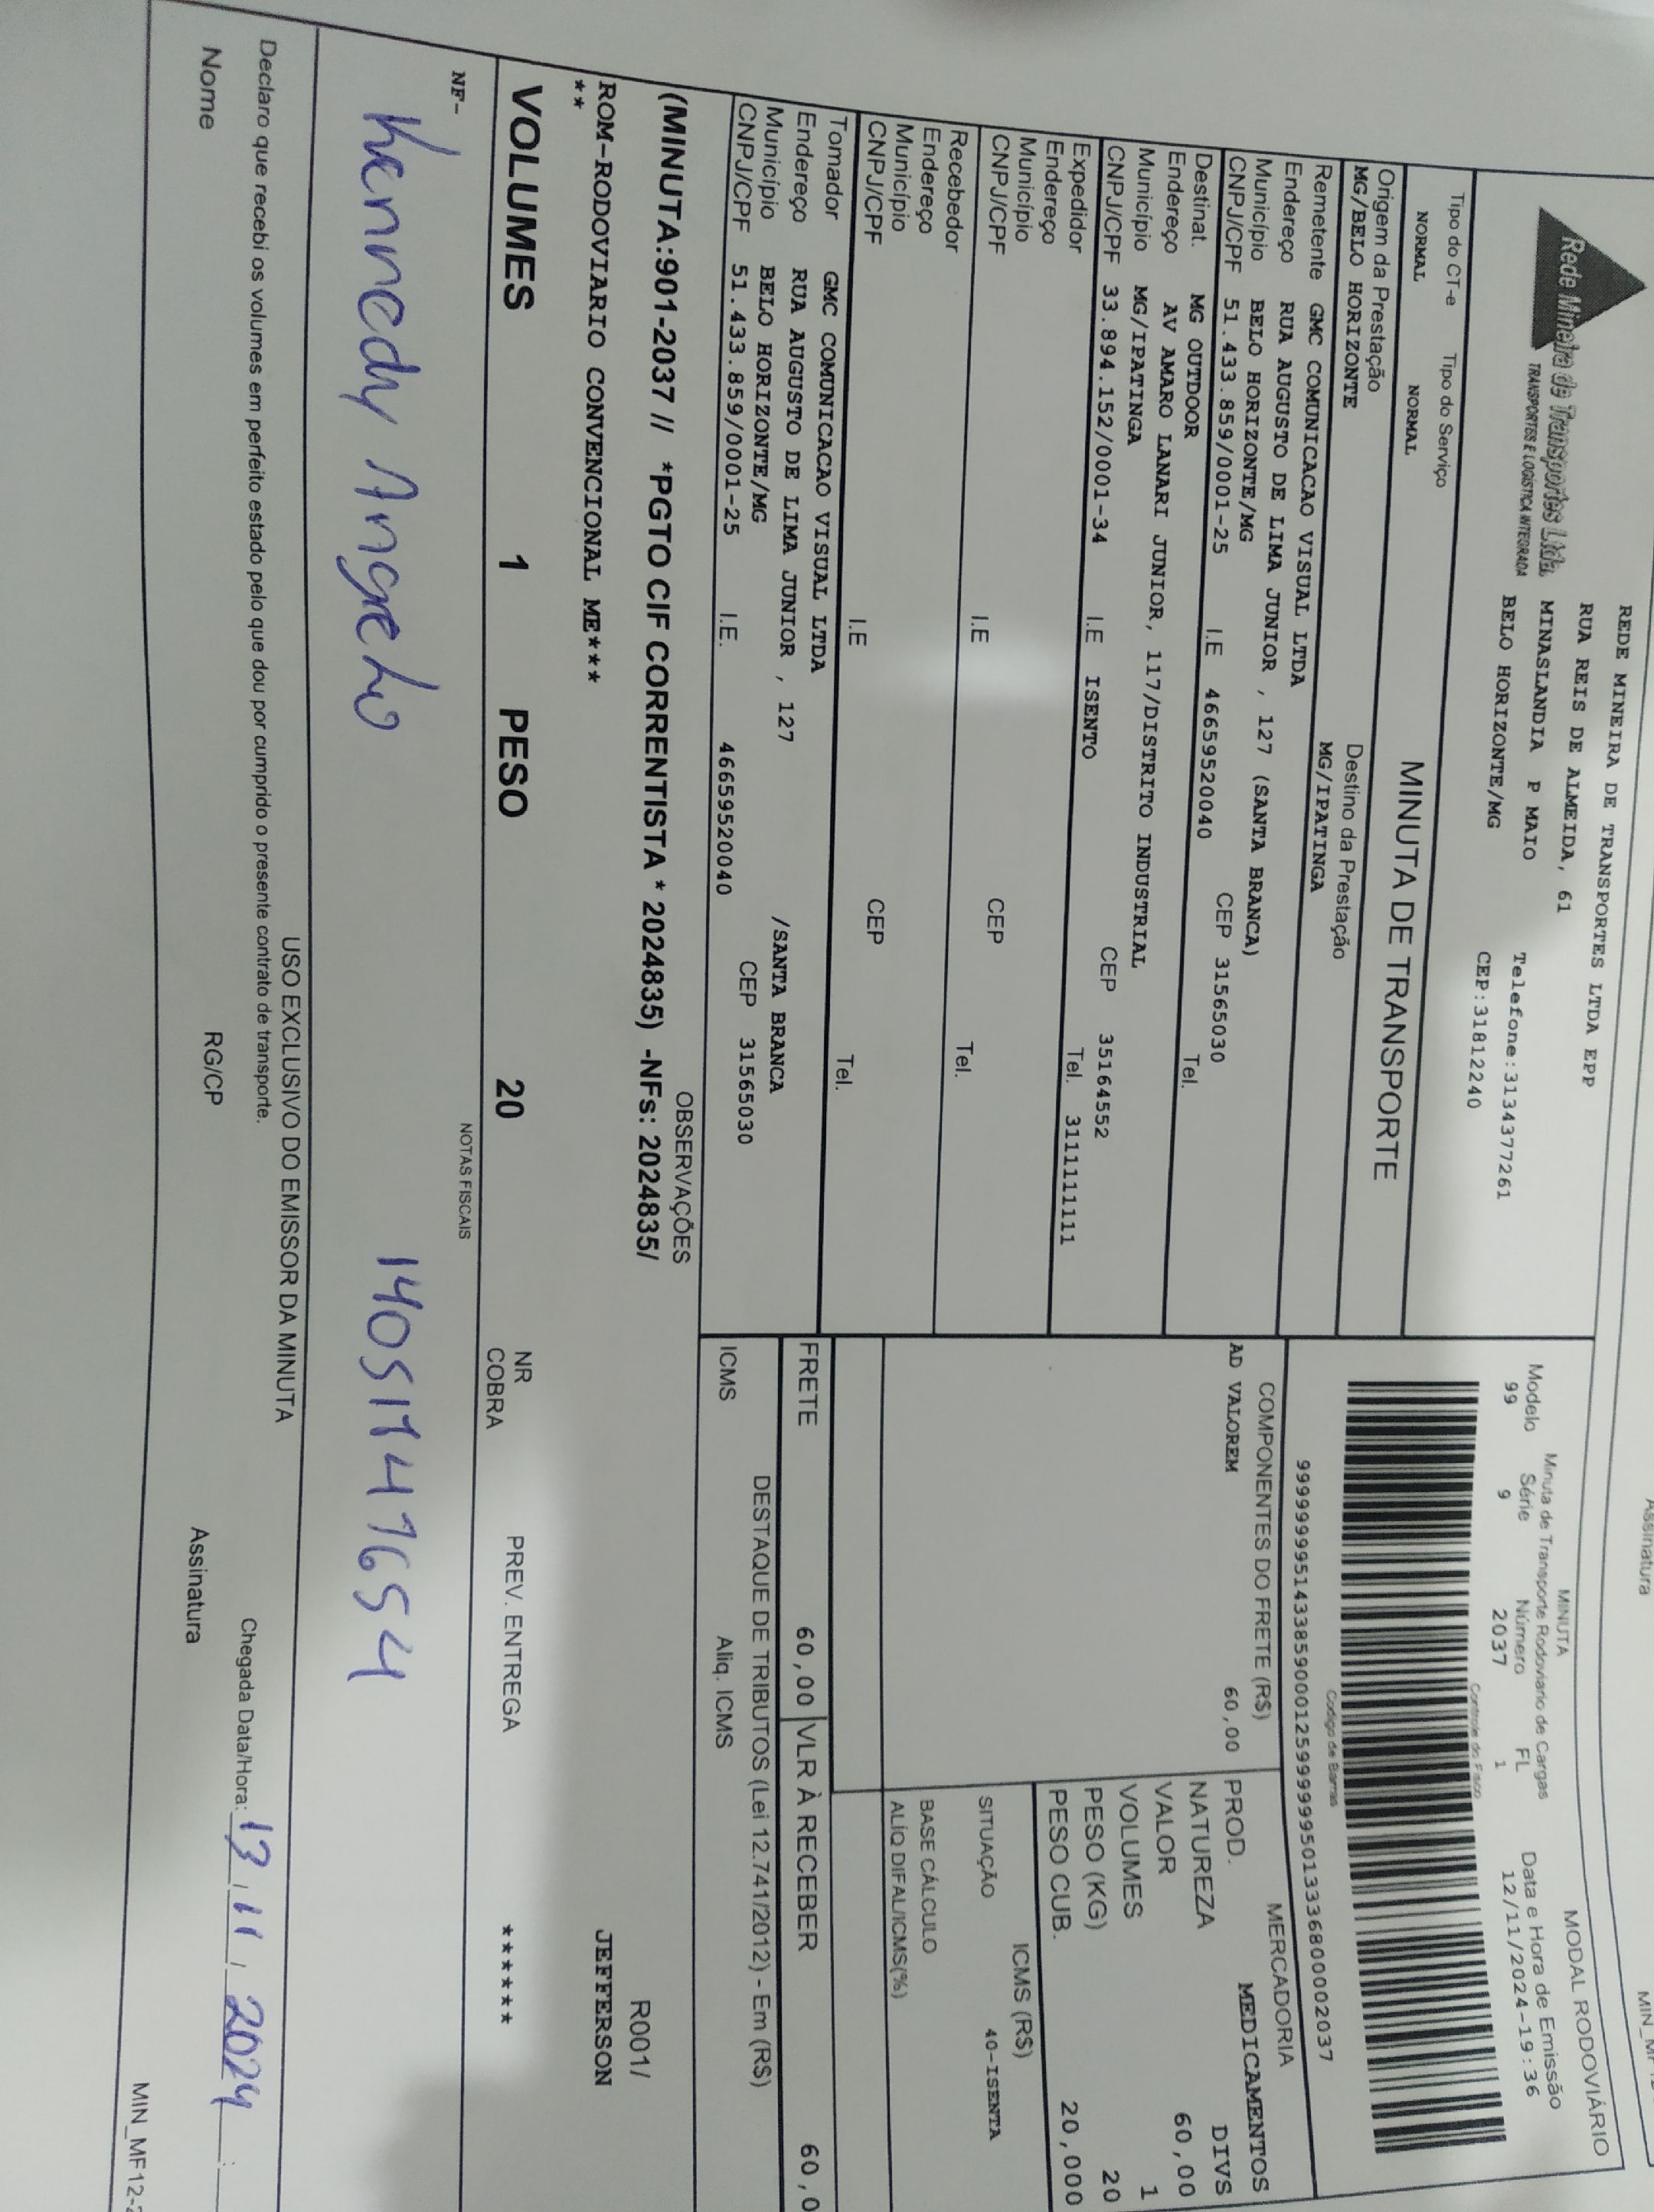 Assinatura
REDE MINEIRA DE TRANSPORTES LTDA EPP
RUA REIS DE ALMEIDA, 61
MINASLANDIA P MAIO
BELO HORIZONTE/MG
Telefone:3134377261
CEP:31812240
Rede Mineira de Transportes Ltda.
TRANSPORTES E LOGÍSTICA INTEGRADA
MODAL RODOVIÁRIO
MINUTA
Minuta de Transporte Rodoviário de Cargas
Modelo Série Número FL Data e Hora de Emissão
99 9 2037 1 12/11/2024-19:36
Controle do Fisco
Codigo de Barras
Tipo do CT-e Tipo do Serviço
NORMAL NORMAL
MINUTA DE TRANSPORTE
Origem da Prestação Destino da Prestação
MG/BELO HORIZONTE MG/IPATINGA
Remetente GMC COMUNICACAO VISUAL LTDA
Endereço RUA AUGUSTO DE LIMA JUNIOR , 127 (SANTA BRANCA)
Município BELO HORIZONTE/MG CEP 31565030
CNPJ/CPF 51.433.859/0001-25 I.E 46659520040 Tel.
Destinat. MG OUTDOOR
Endereço AV AMARO LANARI JUNIOR, 117/DISTRITO INDUSTRIAL
Município MG/IPATINGA CEP 35164552
CNPJ/CPF 33.894.152/0001-34 I.E ISENTO Tel. 3111111111
Expedidor
Endereço
Município CEP
CNPJ/CPF I.E Tel.
Recebedor
Endereço
Município CEP
CNPJ/CPF I.E Tel.
Tomador GMC COMUNICACAO VISUAL LTDA
Endereço RUA AUGUSTO DE LIMA JUNIOR , 127 /SANTA BRANCA
Município BELO HORIZONTE/MG CEP 31565030
CNPJ/CPF 51.433.859/0001-25 I.E. 46659520040
COMPONENTES DO FRETE (R$)
AD VALOREM 60,00
MERCADORIA
PROD. MEDICAMENTOS
NATUREZA DIVS
VALOR 60,00
VOLUMES 1
PESO (KG) 20
PESO CUB. 20,000
ICMS (R$)
SITUAÇÃO 40-ISENTA
BASE CÁLCULO
ALÍQ DIFAL/ICMS(%)
FRETE 60,00 VLR À RECEBER 60,0
DESTAQUE DE TRIBUTOS (Lei 12.741/2012) - Em (R$)
ICMS Aliq. ICMS
OBSERVAÇÕES
(MINUTA:901-2037 // *PGTO CIF CORRENTISTA * 2024835) -NFs: 2024835/
R001/
ROM-RODOVIARIO CONVENCIONAL ME***
**
JEFFERSON
VOLUMES 1 PESO 20 NR COBRA PREV. ENTREGA ******
NOTAS FISCAIS
NF-
Kennedy Angelo
USO EXCLUSIVO DO EMISSOR DA MINUTA
Declaro que recebi os volumes em perfeito estado pelo que dou por cumprido o presente contrato de transporte.
Chegada Data/Hora: 13/11/2024 :
Nome RG/CP Assinatura